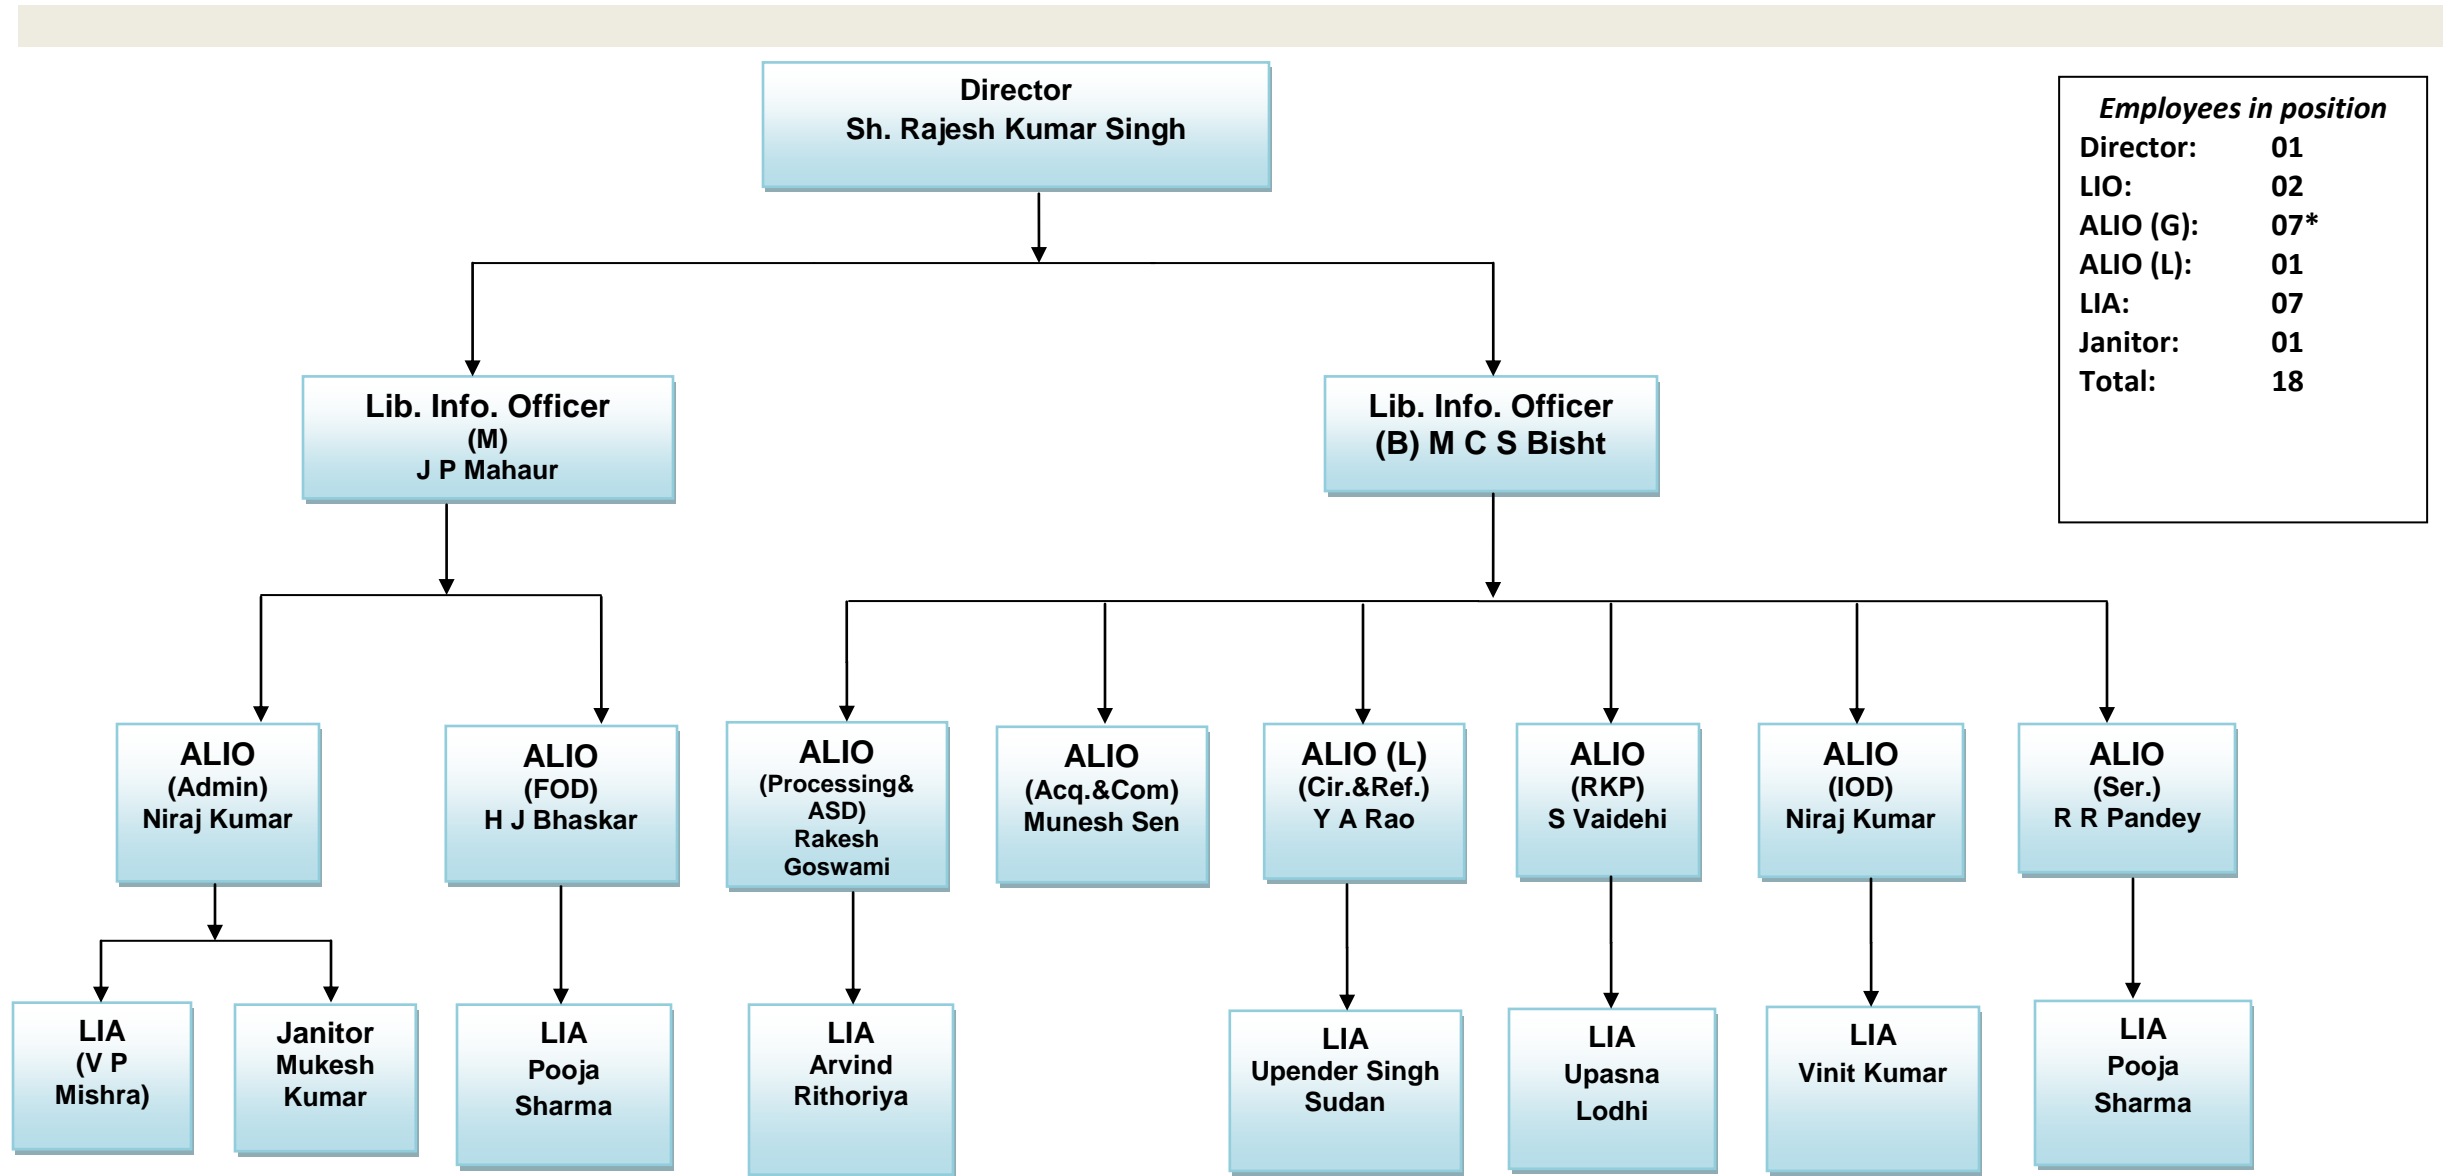 Director
Sh. Rajesh Kumar Singh
Employees in position
Director: 01
LIO: 02
ALIO (G): 07*
ALIO (L): 01
LIA: 07
Janitor: 01
Total: 18
Lib. Info. Officer
(M)
J P Mahaur
Lib. Info. Officer
(B) M C S Bisht
ALIO
(Admin)
Niraj Kumar
ALIO
(FOD)
H J Bhaskar
ALIO
(Processing&
ASD)
Rakesh
Goswami
ALIO
(Acq.&Com)
Munesh Sen
ALIO (L)
(Cir.&Ref.)
Y A Rao
ALIO
(RKP)
S Vaidehi
ALIO
(IOD)
Niraj Kumar
ALIO
(Ser.)
R R Pandey
LIA
(V P
Mishra)
Janitor
Mukesh
Kumar
LIA
Pooja
Sharma
LIA
Arvind
Rithoriya
LIA
Upender Singh
Sudan
LIA
Upasna
Lodhi
LIA
Vinit Kumar
LIA
Pooja
Sharma